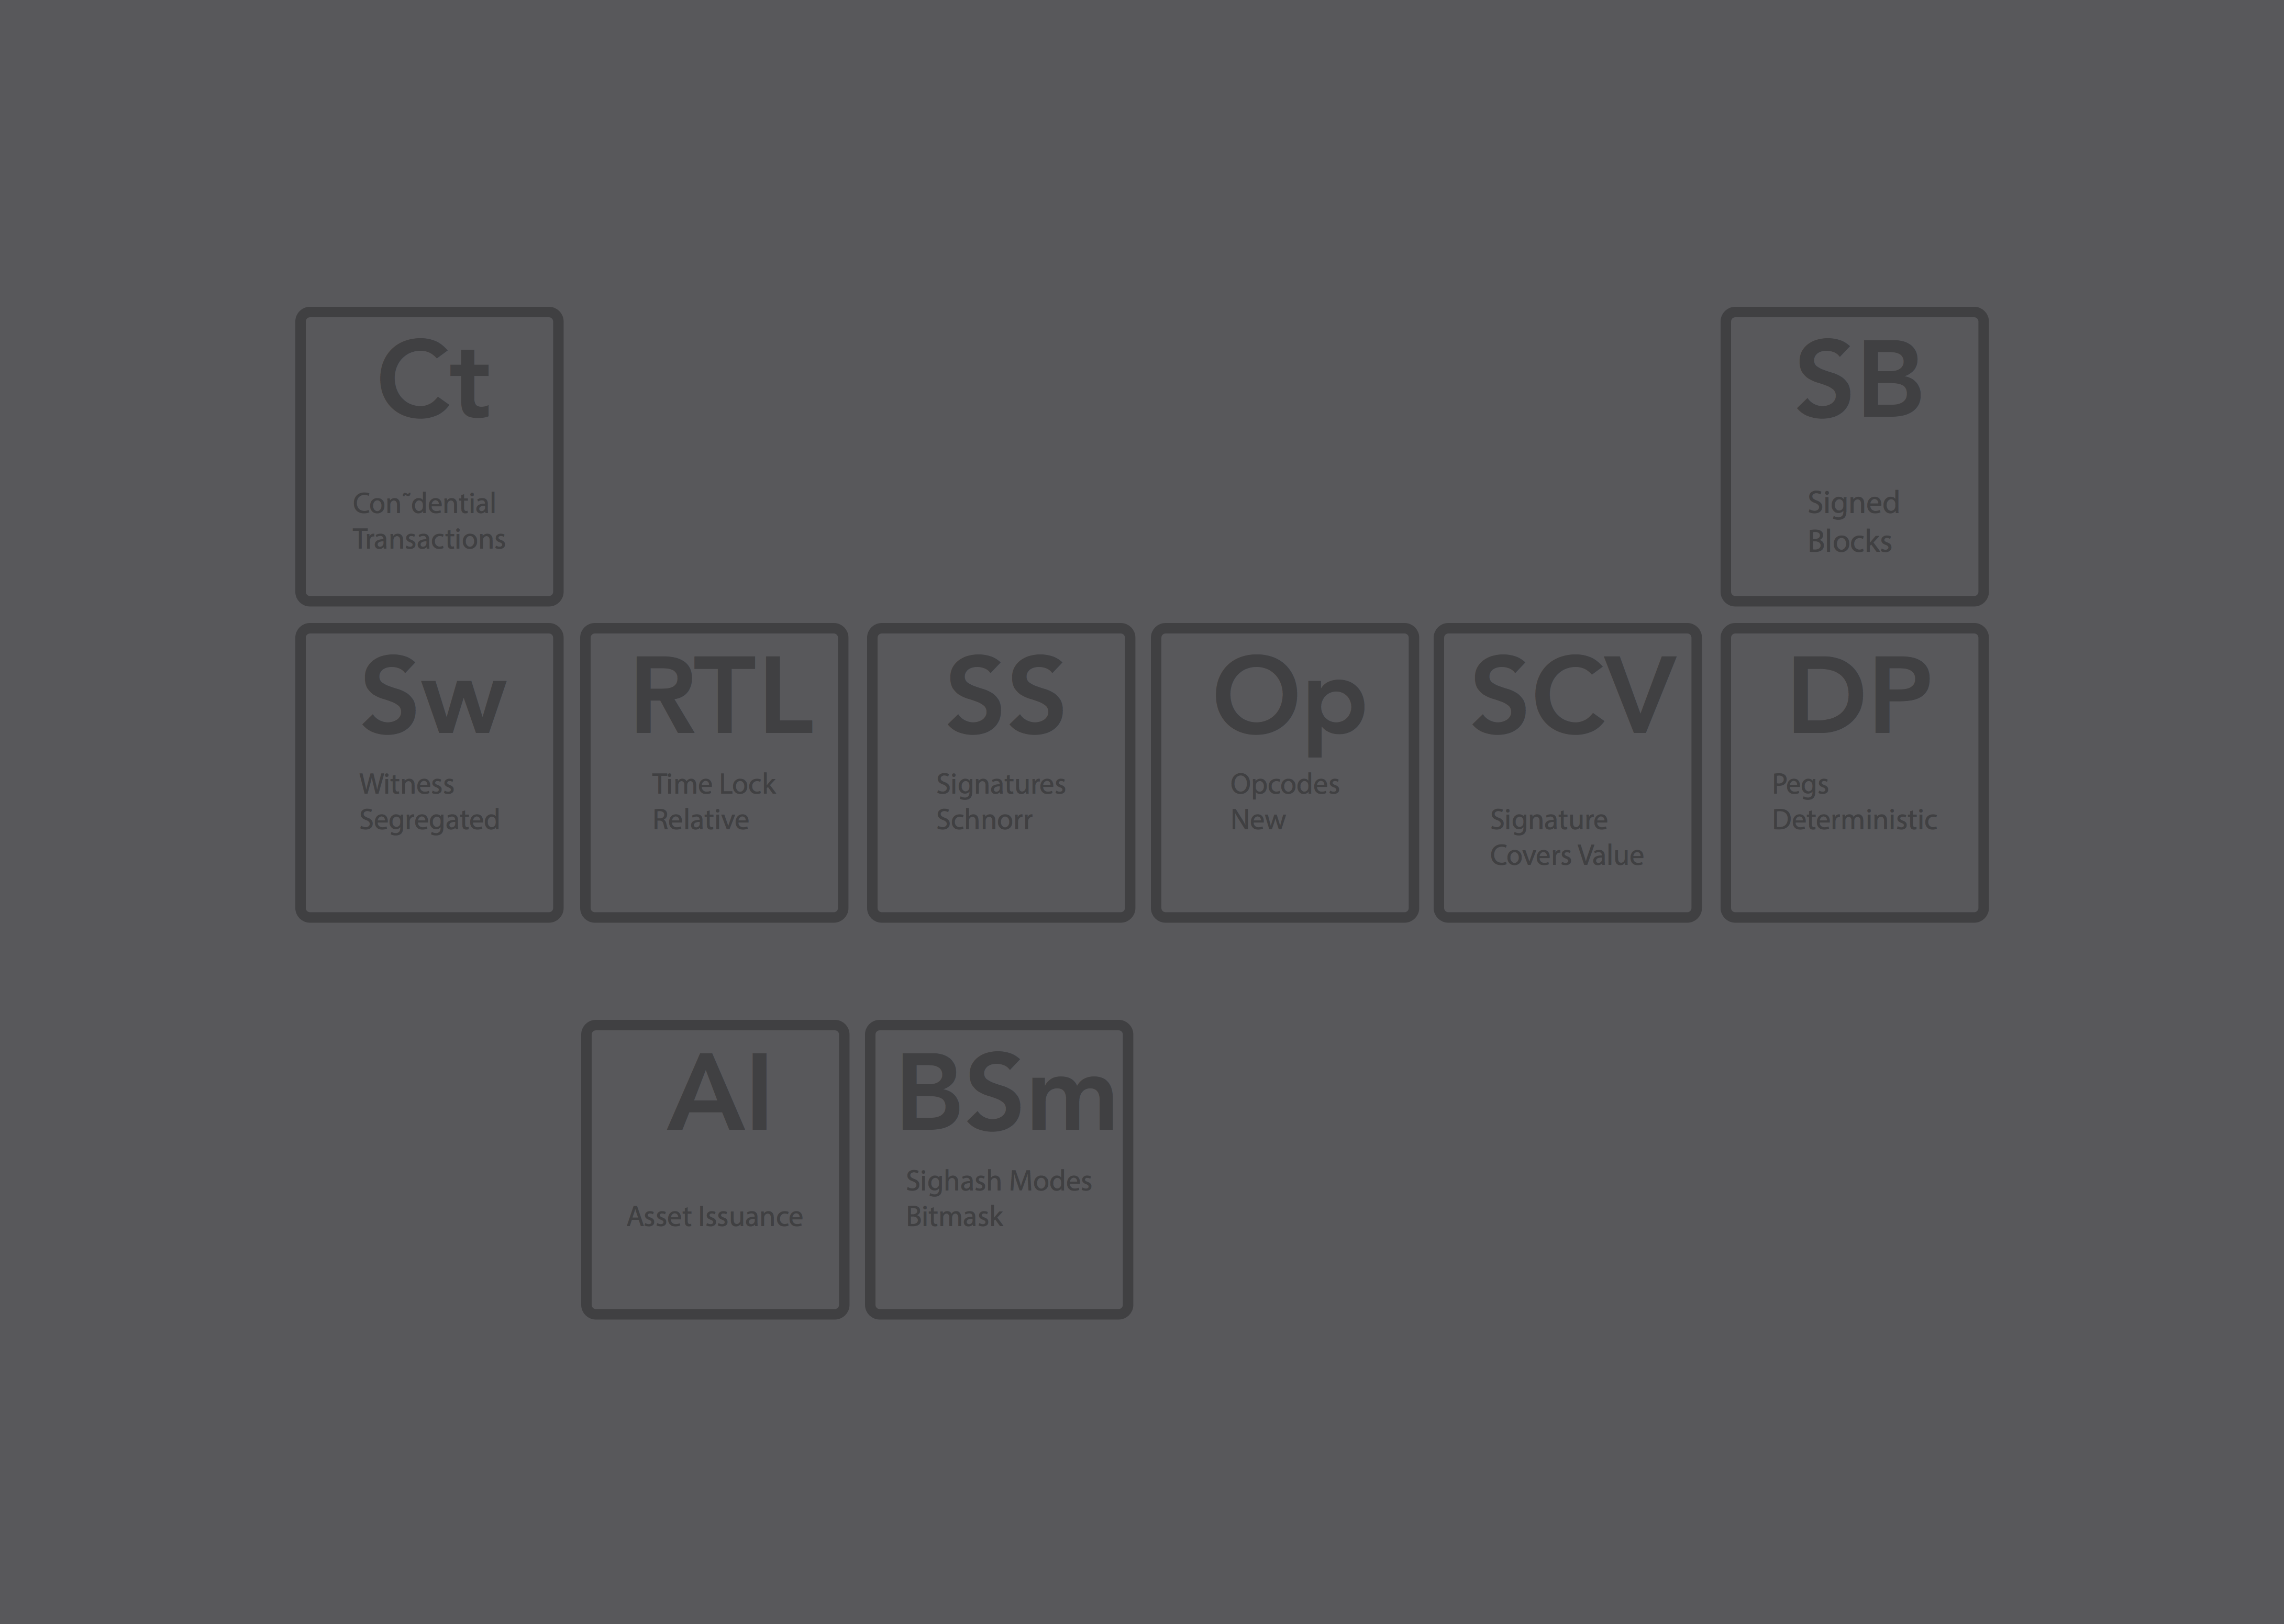 Ct
Con˜dential
Transactions
SB
Signed
Blocks
Sw
Witness
Segregated
RTL
Time Lock
Relative
SS
Signatures
Schnorr
Op
Opcodes
New
SCV
Signature
Covers Value
DP
Pegs
Deterministic
AI
Asset Issuance
BSm
Sighash Modes
Bitmask